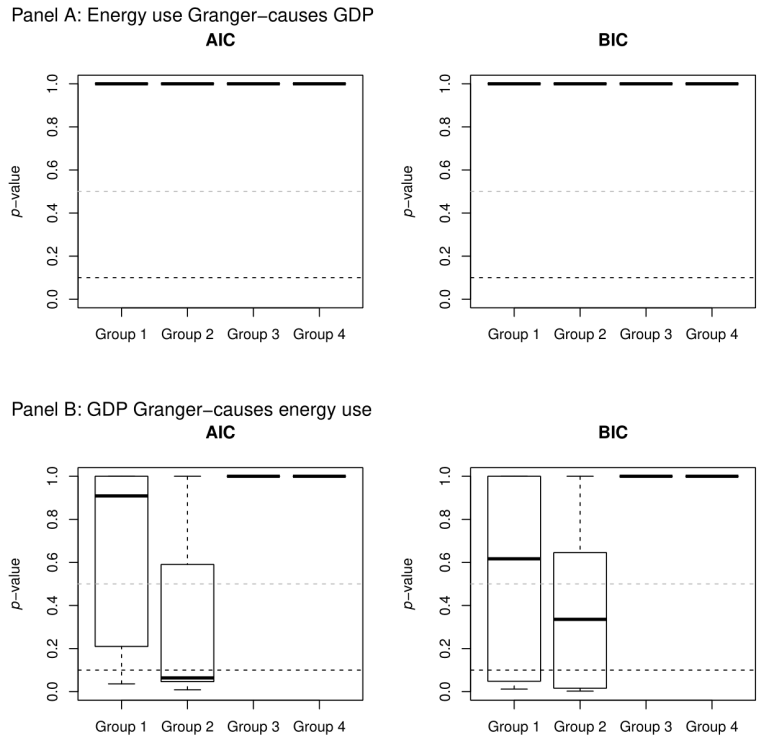 Panel A: Energy use Granger−causes GDP
AIC
p−value
0.0 0.2 0.4 0.6 0.8 1.0
Group 1 Group 2 Group 3 Group 4
BIC
p−value
0.0 0.2 0.4 0.6 0.8 1.0
Group 1 Group 2 Group 3 Group 4
Panel B: GDP Granger−causes energy use
AIC
p−value
0.0 0.2 0.4 0.6 0.8 1.0
Group 1 Group 2 Group 3 Group 4
BIC
p−value
0.0 0.2 0.4 0.6 0.8 1.0
Group 1 Group 2 Group 3 Group 4